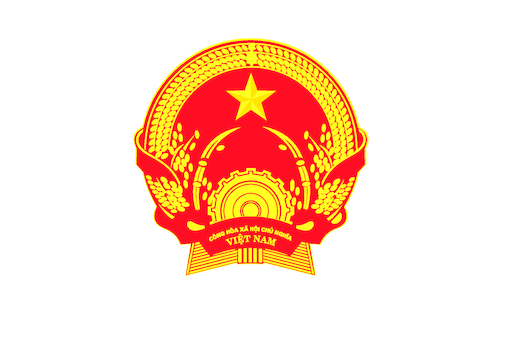 CỘNG HÒA XÃ HỘI CHỦ NGHĨA
VIỆT NAM